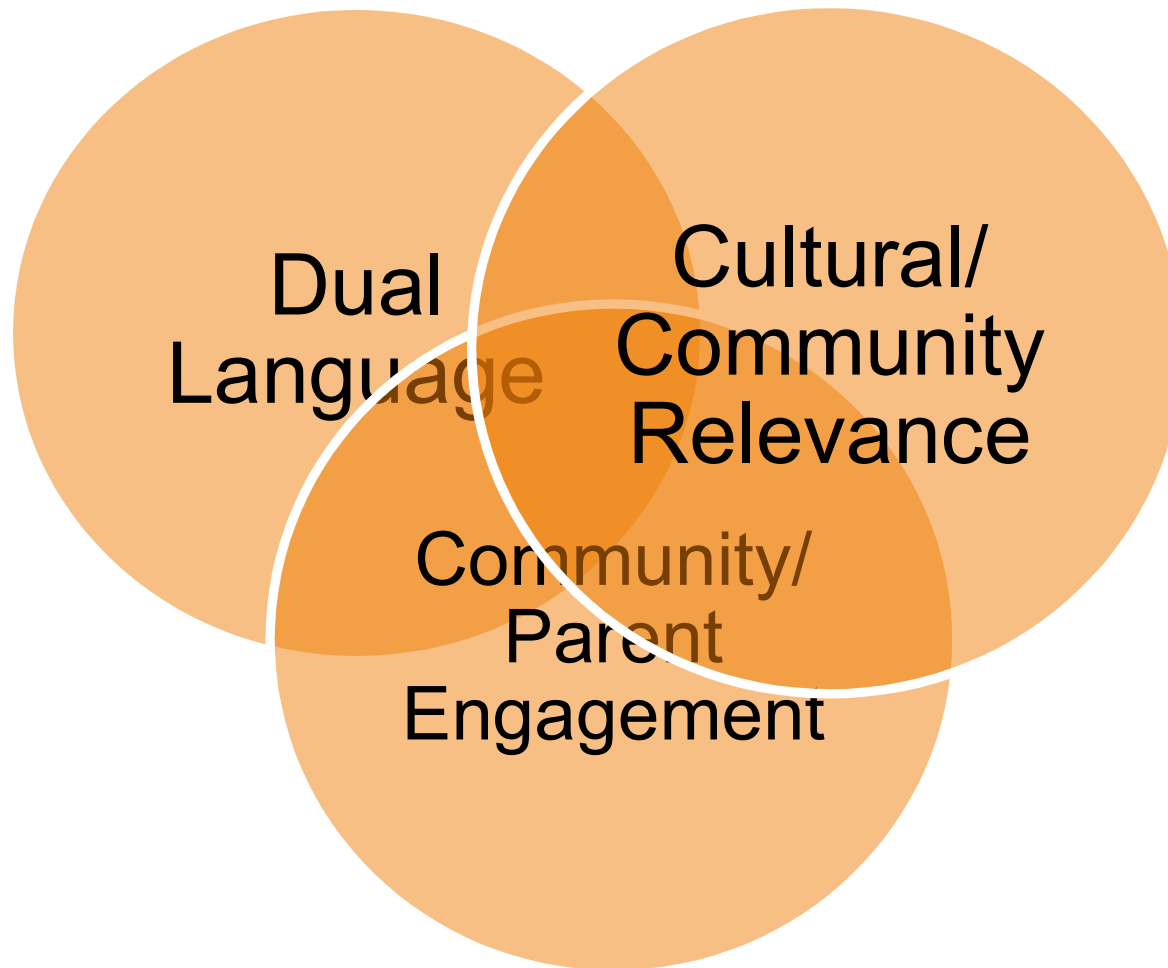 Dual
Language
Cultural/
Community
Relevance
Community/
Parent
Engagement